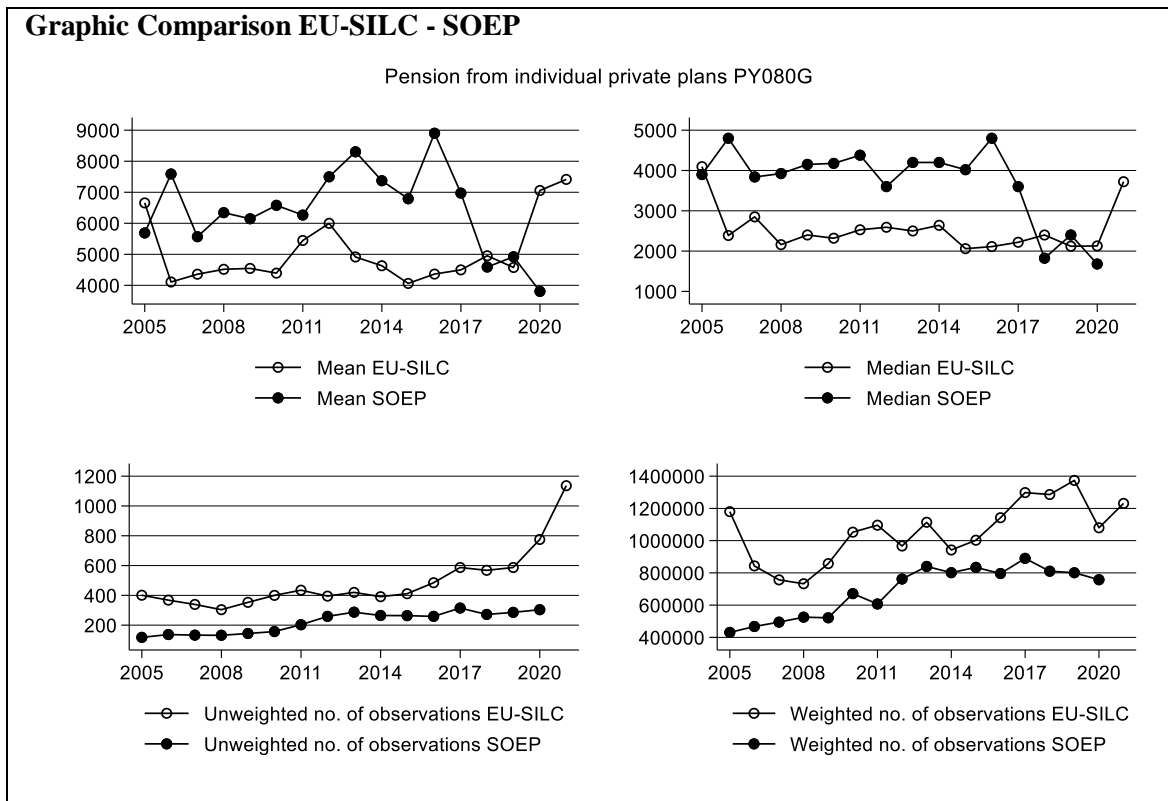 Graphic Comparison EU-SILC - SOEP
Pension from individual private plans PY080G
9000
8000
7000
6000
5000
4000
2005 2008 2011 2014 2017 2020
Mean EU-SILC
Mean SOEP
5000
4000
3000
2000
1000
2005 2008 2011 2014 2017 2020
Median EU-SILC
Median SOEP
1200
1000
800
600
400
200
2005 2008 2011 2014 2017 2020
Unweighted no. of observations EU-SILC
Unweighted no. of observations SOEP
1400000
1200000
1000000
800000
600000
400000
2005 2008 2011 2014 2017 2020
Weighted no. of observations EU-SILC
Weighted no. of observations SOEP